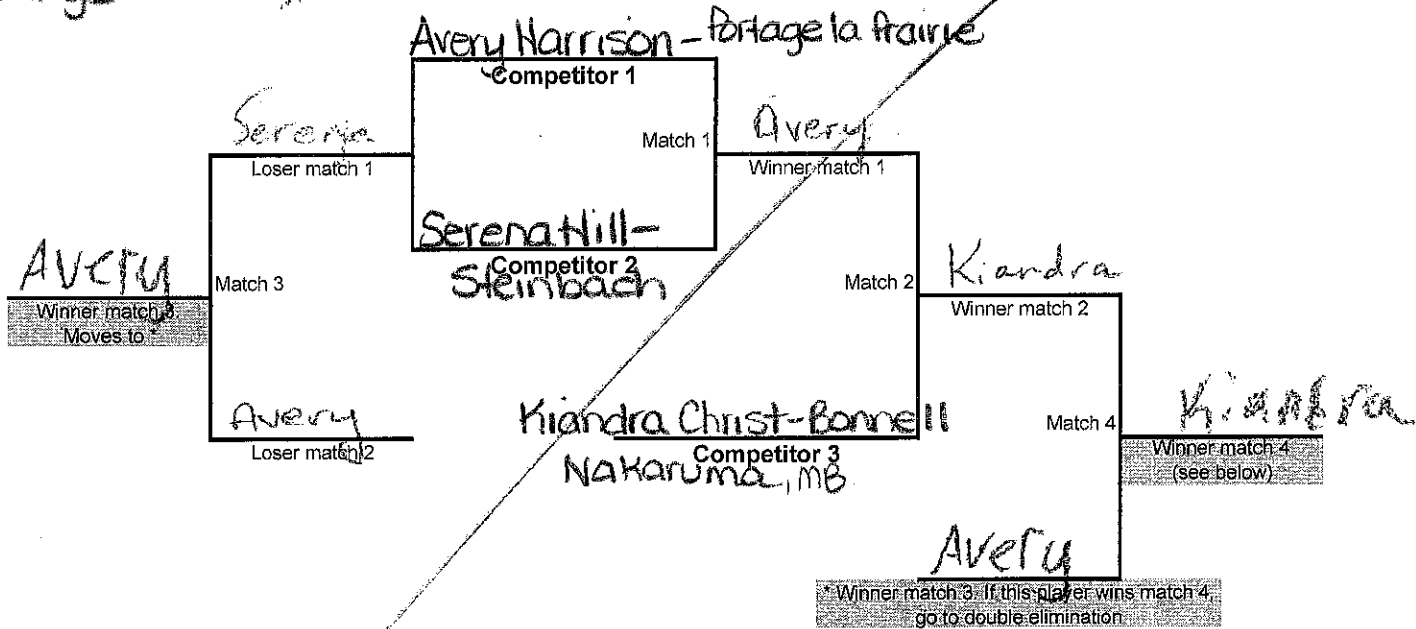 Avery Harrison - Portage la Prairie
Competitor 1
Serena
Loser match 1
Match 1
Avery
Winner match 1
Serena Hill-
Competitor 2
Steinbach
Avery
Winner match 3.
Moves to *
Match 3
Match 2
Kiandra
Winner match 2
Avery
Loser match 2
Kiandra Christ-Bonnell
Competitor 3
Nakaruma, MB
Match 4
Kiandra
Winner match 4
(see below)
Avery
* Winner match 3. If this player wins match 4,
go to double elimination